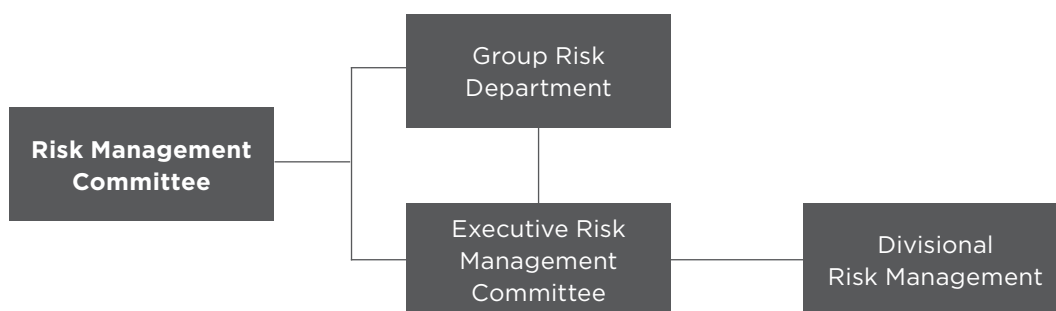 Group Risk
Department
Risk Management
Committee
Executive Risk
Management
Committee
Divisional
Risk Management